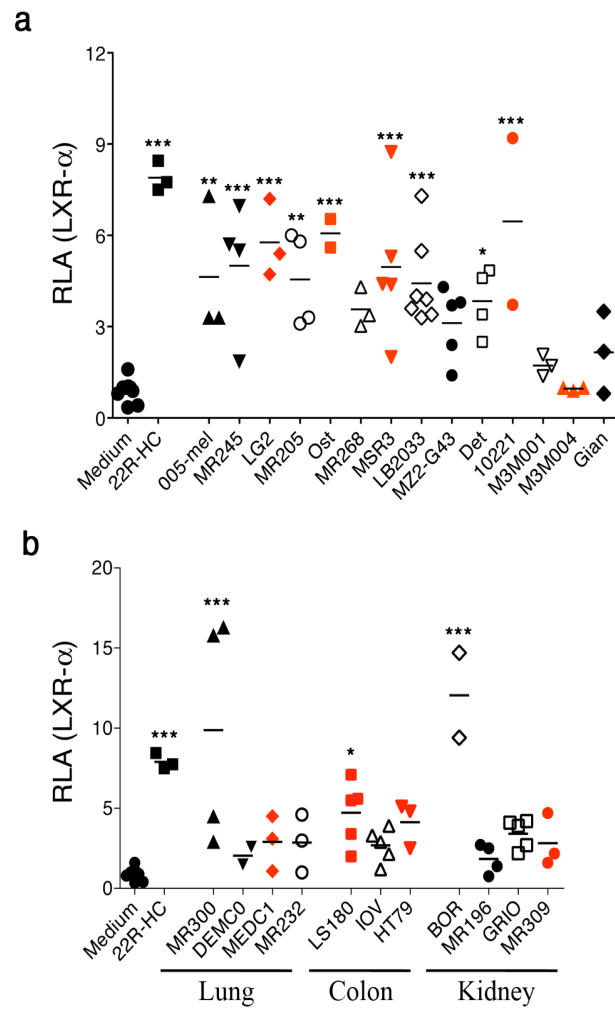 a
RLA (LXR-α)
12
9
6
3
0
*** ** *** *** ** *** *** *** * ***
Medium 22R-HC 005-mel MR245 LG2 MR205 Ost MR268 MSR3 LB2033 MZ2-G43 Det 10221 M3M001 M3M004 Gian
b
RLA (LXR-α)
20
15
10
5
0
*** *** * ***
Medium 22R-HC MR300 DEMC0 MEDC1 MR232 LS180 IOV HT79 BOR MR196 GRIO MR309
Lung Colon Kidney